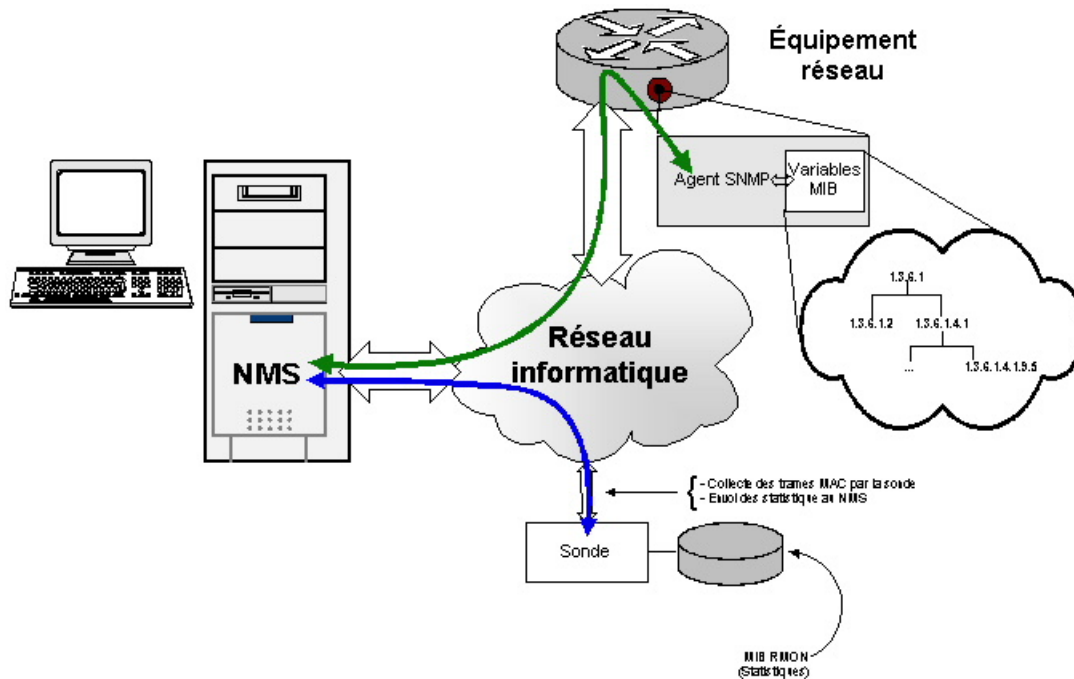 Équipement
réseau
Agent SNMP
Variables
MIB
1.3.6.1
1.3.6.1.2
1.3.6.1.4.1
...
1.3.6.1.4.1.9.5
NMS
Réseau
informatique
- Collecte des trames MAC par la sonde
- Envoi des statistique au NMS
Sonde
MIB RMON
(Statistiques)